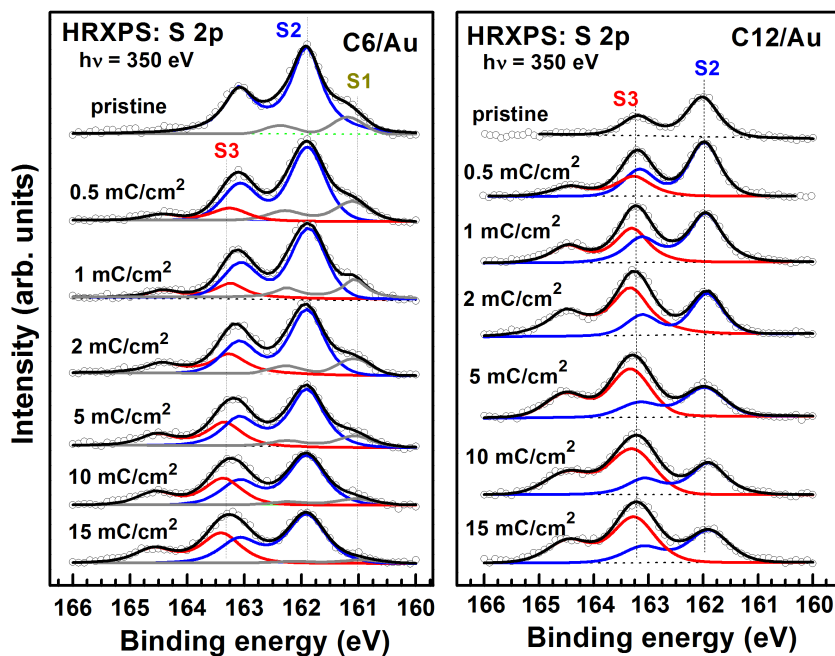 Intensity (arb. units)
HRXPS: S 2p
hν = 350 eV
C6/Au
S2
S1
S3
pristine
0.5 mC/cm²
1 mC/cm²
2 mC/cm²
5 mC/cm²
10 mC/cm²
15 mC/cm²
166 165 164 163 162 161 160
Binding energy (eV)
HRXPS: S 2p
hν = 350 eV
C12/Au
S3
S2
pristine
0.5 mC/cm²
1 mC/cm²
2 mC/cm²
5 mC/cm²
10 mC/cm²
15 mC/cm²
166 165 164 163 162 161 160
Binding energy (eV)